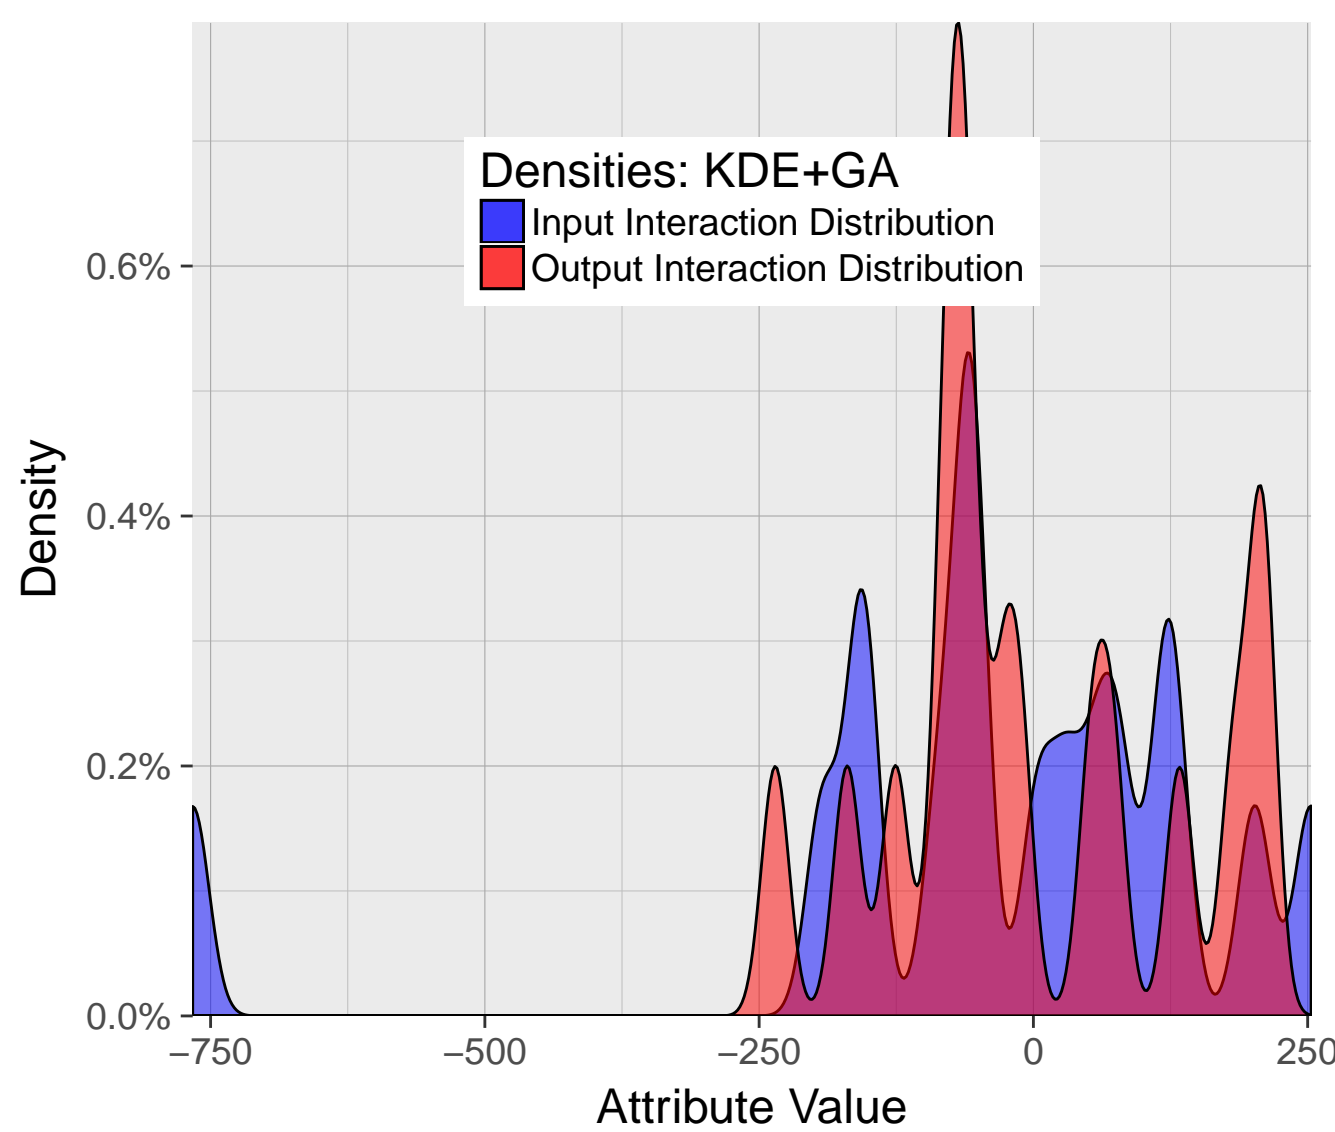 Densities: KDE+GA
Input Interaction Distribution
Output Interaction Distribution
0.6%
0.4%
0.2%
0.0%
Density
−750
−500
−250
0
250
Attribute Value